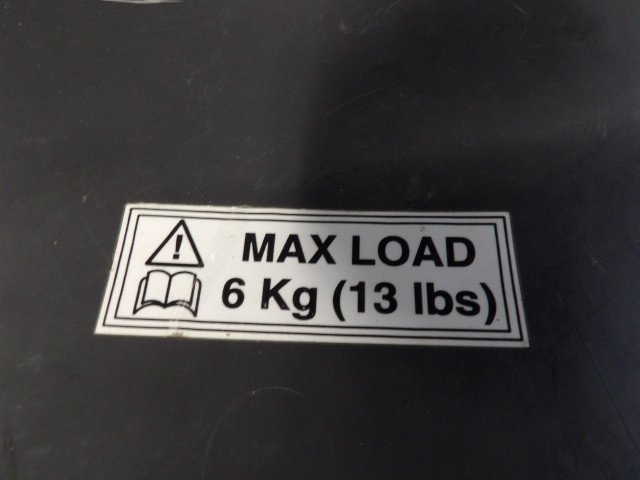 MAX LOAD
6 Kg (13 lbs)